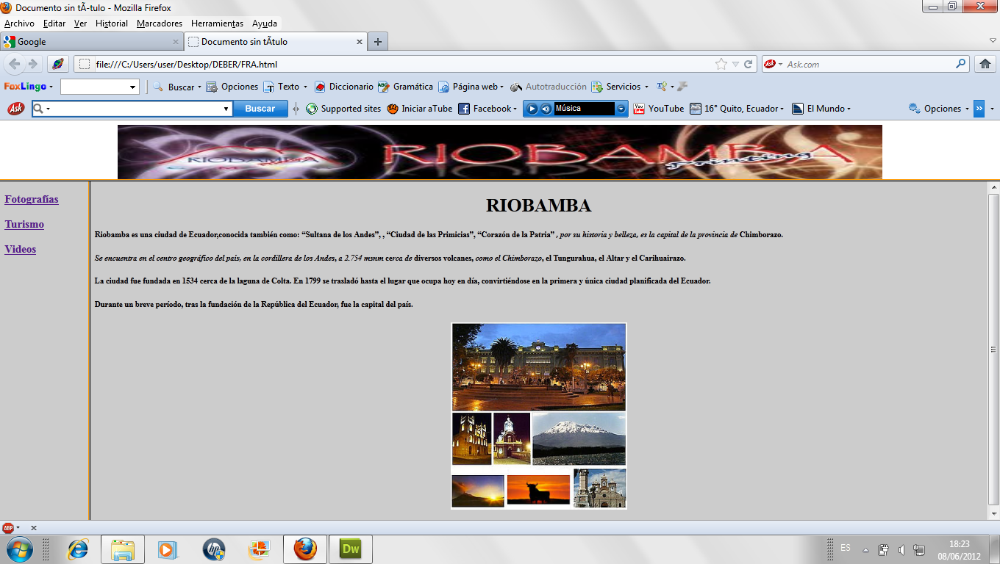 Documento sin tÃ-tulo - Mozilla Firefox
Archivo Editar Ver Historial Marcadores Herramientas Ayuda
Google
Documento sin tÃtulo
file:///C:/Users/user/Desktop/DEBER/FRA.html
Ask Ask.com
FoxLingo Buscar Opciones Texto Diccionario Gramática Página web Autotraducción Servicios
Ask Buscar Supported sites Iniciar aTube Facebook Música YouTube 16° Quito, Ecuador El Mundo Opciones »
RIOBAMBA
RIOBAMBA
printing
Fotografías
Turismo
Videos
RIOBAMBA
Riobamba es una ciudad de Ecuador,conocida también como: “Sultana de los Andes”, , “Ciudad de las Primicias”, “Corazón de la Patria” , por su historia y belleza, es la capital de la provincia de Chimborazo.
Se encuentra en el centro geográfico del país, en la cordillera de los Andes, a 2.754 msnm cerca de diversos volcanes, como el Chimborazo, el Tungurahua, el Altar y el Carihuairazo.
La ciudad fue fundada en 1534 cerca de la laguna de Colta. En 1799 se trasladó hasta el lugar que ocupa hoy en día, convirtiéndose en la primera y única ciudad planificada del Ecuador.
Durante un breve período, tras la fundación de la República del Ecuador, fue la capital del país.
ABP
hp
Dw
ES
18:23
08/06/2012